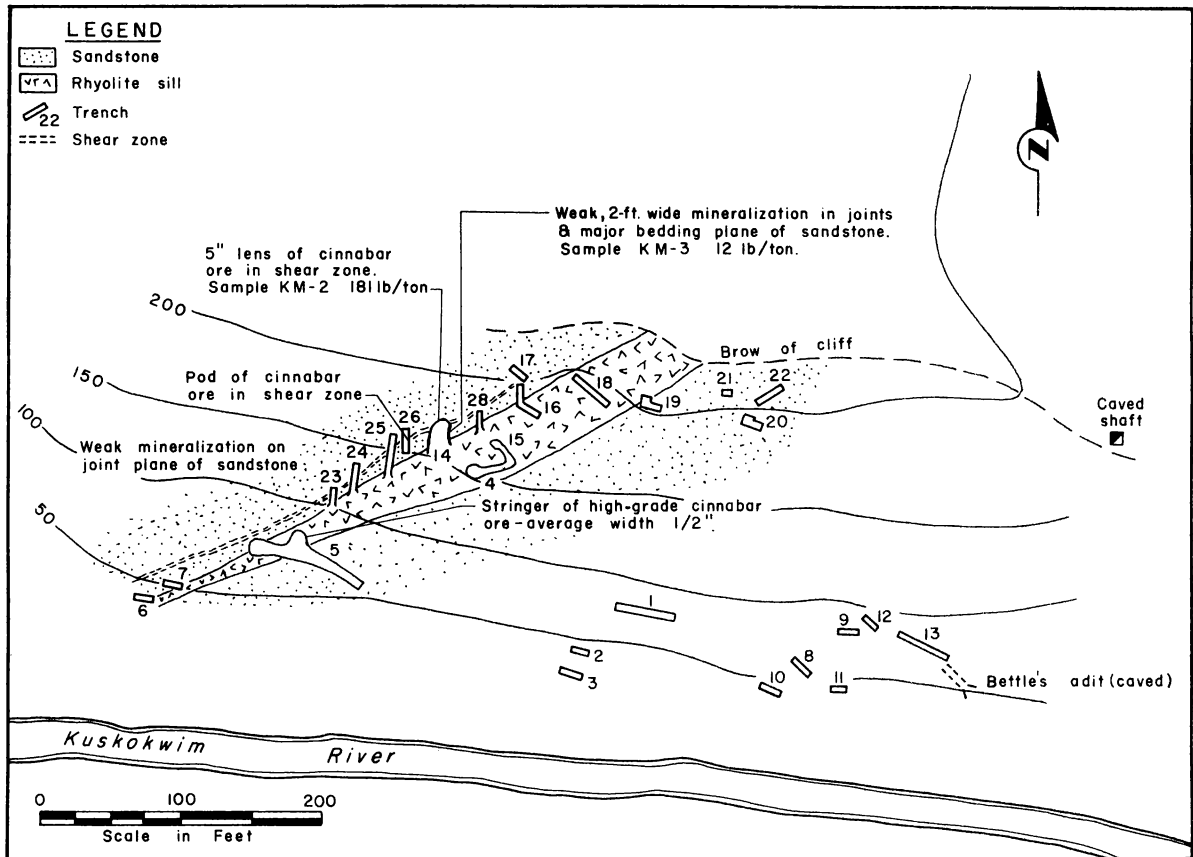 LEGEND
Sandstone
Rhyolite sill
22 Trench
Shear zone
N
Weak, 2-ft. wide mineralization in joints
& major bedding plane of sandstone.
Sample KM-3 12 lb/ton.
5" lens of cinnabar
ore in shear zone.
Sample KM-2 181 lb/ton
200
150
100
50
Pod of cinnabar
ore in shear zone
Weak mineralization on
joint plane of sandstone
Brow of cliff
Caved
shaft
17
18
19
21
22
20
16
28
26
25
24
23
14
15
4
Stringer of high-grade cinnabar
ore-average width 1/2"
5
7
6
1
2
3
9
12
13
8
10
11
Bettle's adit (caved)
Kuskokwim River
0 100 200
Scale in Feet